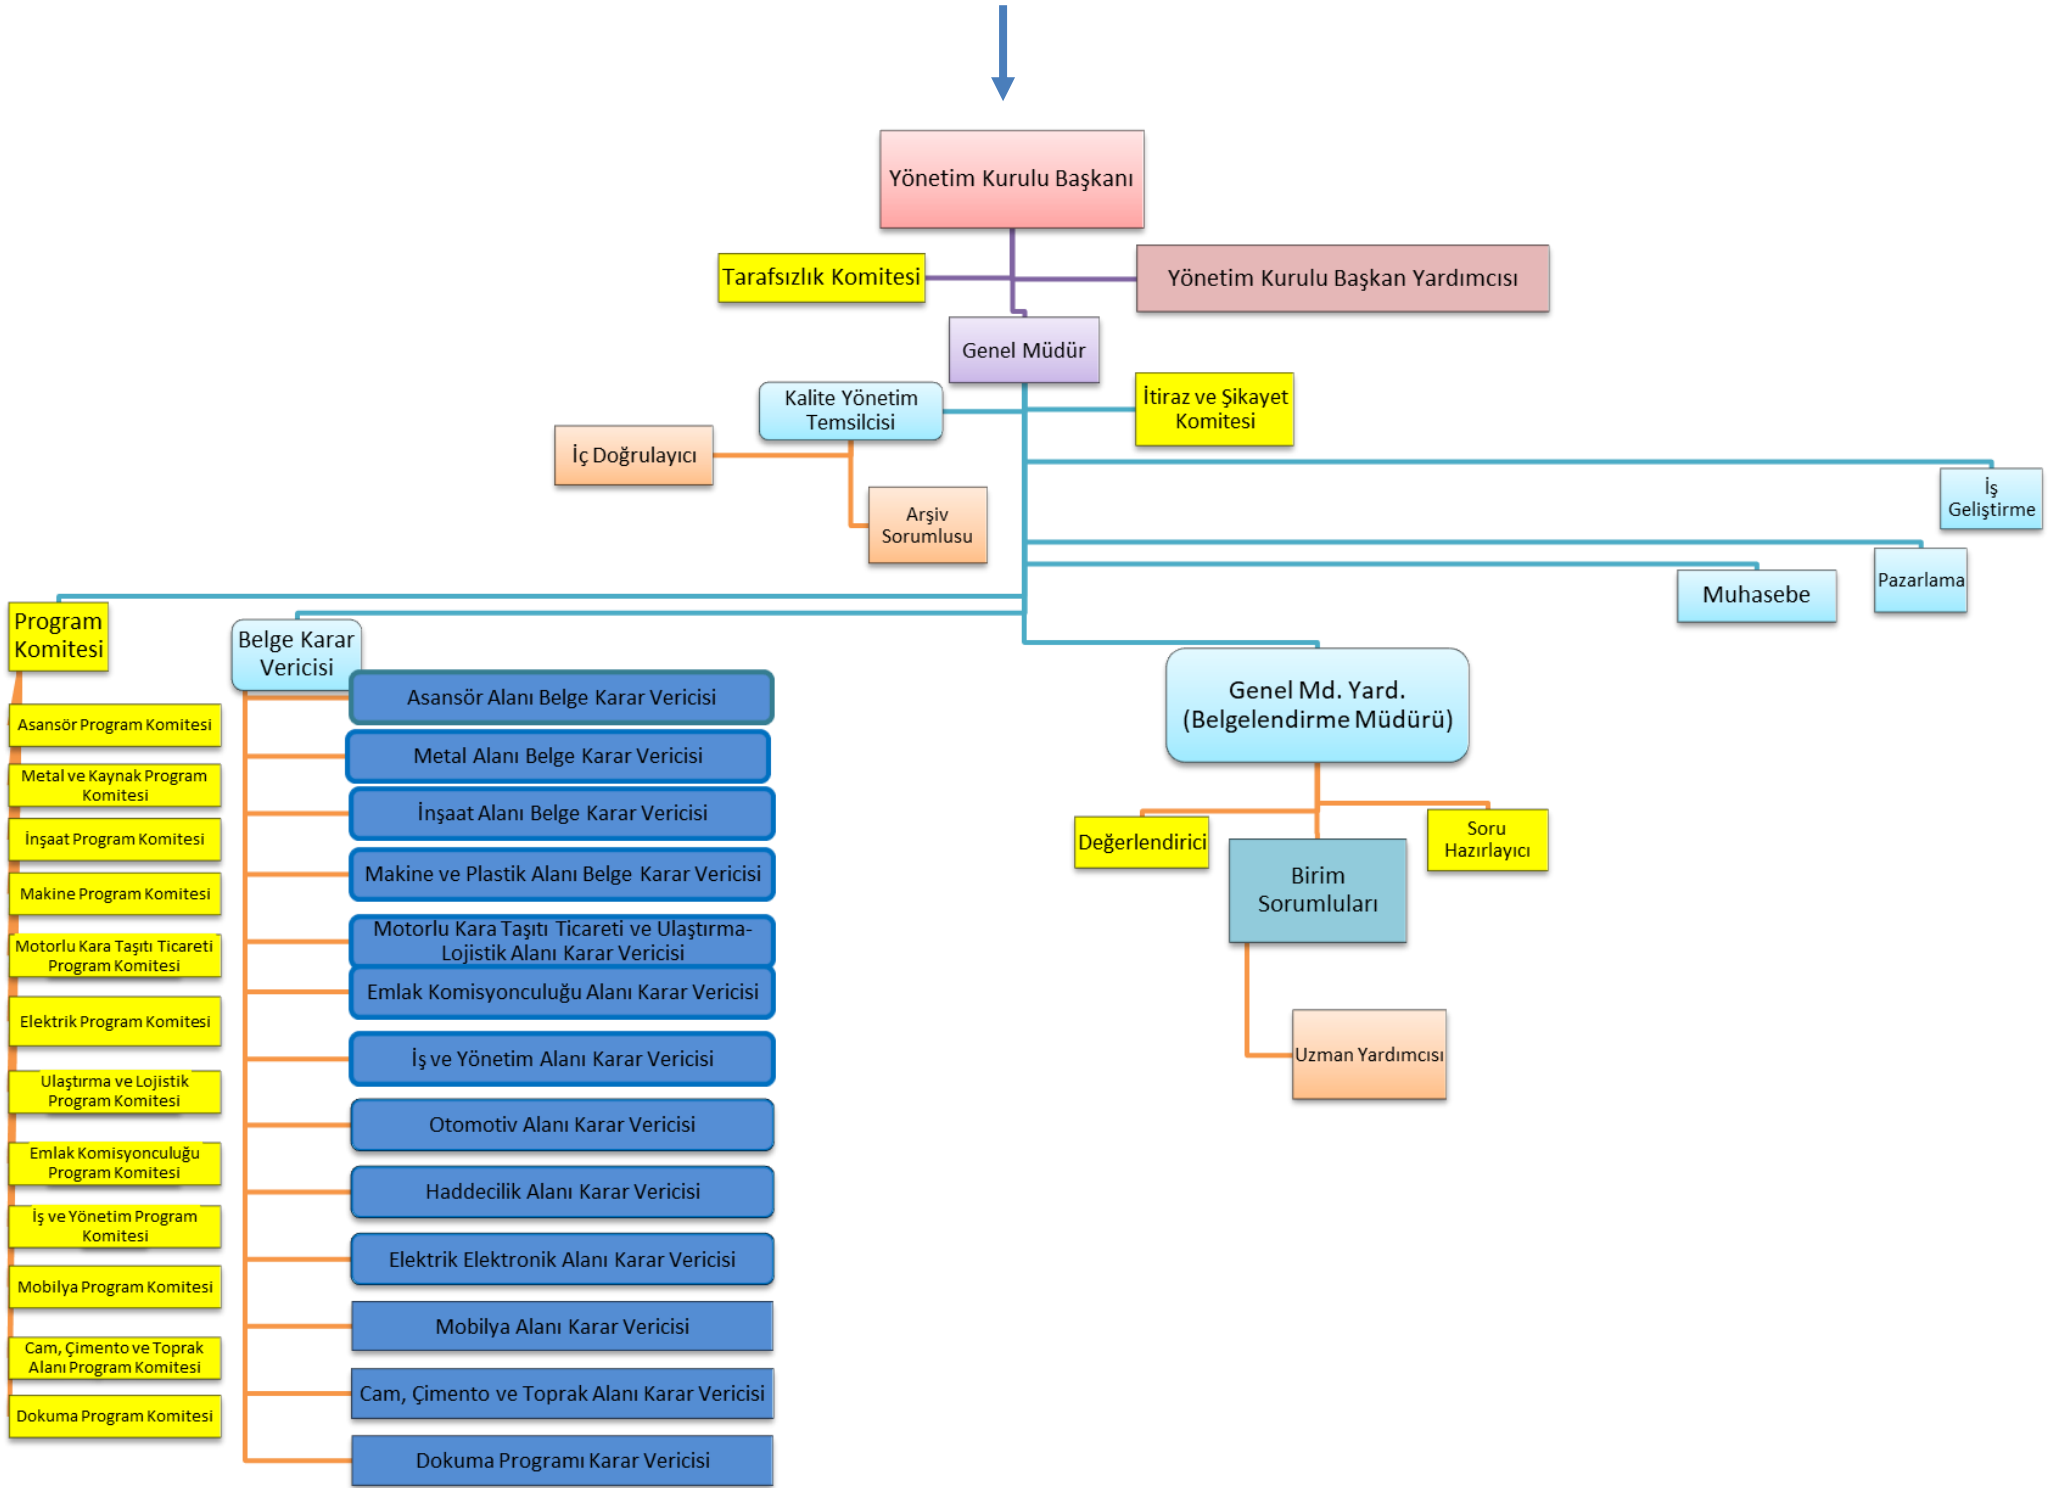 Yönetim Kurulu Başkanı
Tarafsızlık Komitesi
Yönetim Kurulu Başkan Yardımcısı
Genel Müdür
Kalite Yönetim
Temsilcisi
İtiraz ve Şikayet
Komitesi
İç Doğrulayıcı
Arşiv
Sorumlusu
İş
Geliştirme
Pazarlama
Muhasebe
Program
Komitesi
Asansör Program Komitesi
Metal ve Kaynak Program
Komitesi
İnşaat Program Komitesi
Makine Program Komitesi
Motorlu Kara Taşıtı Ticareti
Program Komitesi
Elektrik Program Komitesi
Ulaştırma ve Lojistik
Program Komitesi
Emlak Komisyonculuğu
Program Komitesi
İş ve Yönetim Program
Komitesi
Mobilya Program Komitesi
Cam, Çimento ve Toprak
Alanı Program Komitesi
Dokuma Program Komitesi
Belge Karar
Vericisi
Asansör Alanı Belge Karar Vericisi
Metal Alanı Belge Karar Vericisi
İnşaat Alanı Belge Karar Vericisi
Makine ve Plastik Alanı Belge Karar Vericisi
Motorlu Kara Taşıtı Ticareti ve Ulaştırma-
Lojistik Alanı Karar Vericisi
Emlak Komisyonculuğu Alanı Karar Vericisi
İş ve Yönetim Alanı Karar Vericisi
Otomotiv Alanı Karar Vericisi
Haddecilik Alanı Karar Vericisi
Elektrik Elektronik Alanı Karar Vericisi
Mobilya Alanı Karar Vericisi
Cam, Çimento ve Toprak Alanı Karar Vericisi
Dokuma Programı Karar Vericisi
Genel Md. Yard.
(Belgelendirme Müdürü)
Değerlendirici
Soru
Hazırlayıcı
Birim
Sorumluları
Uzman Yardımcısı